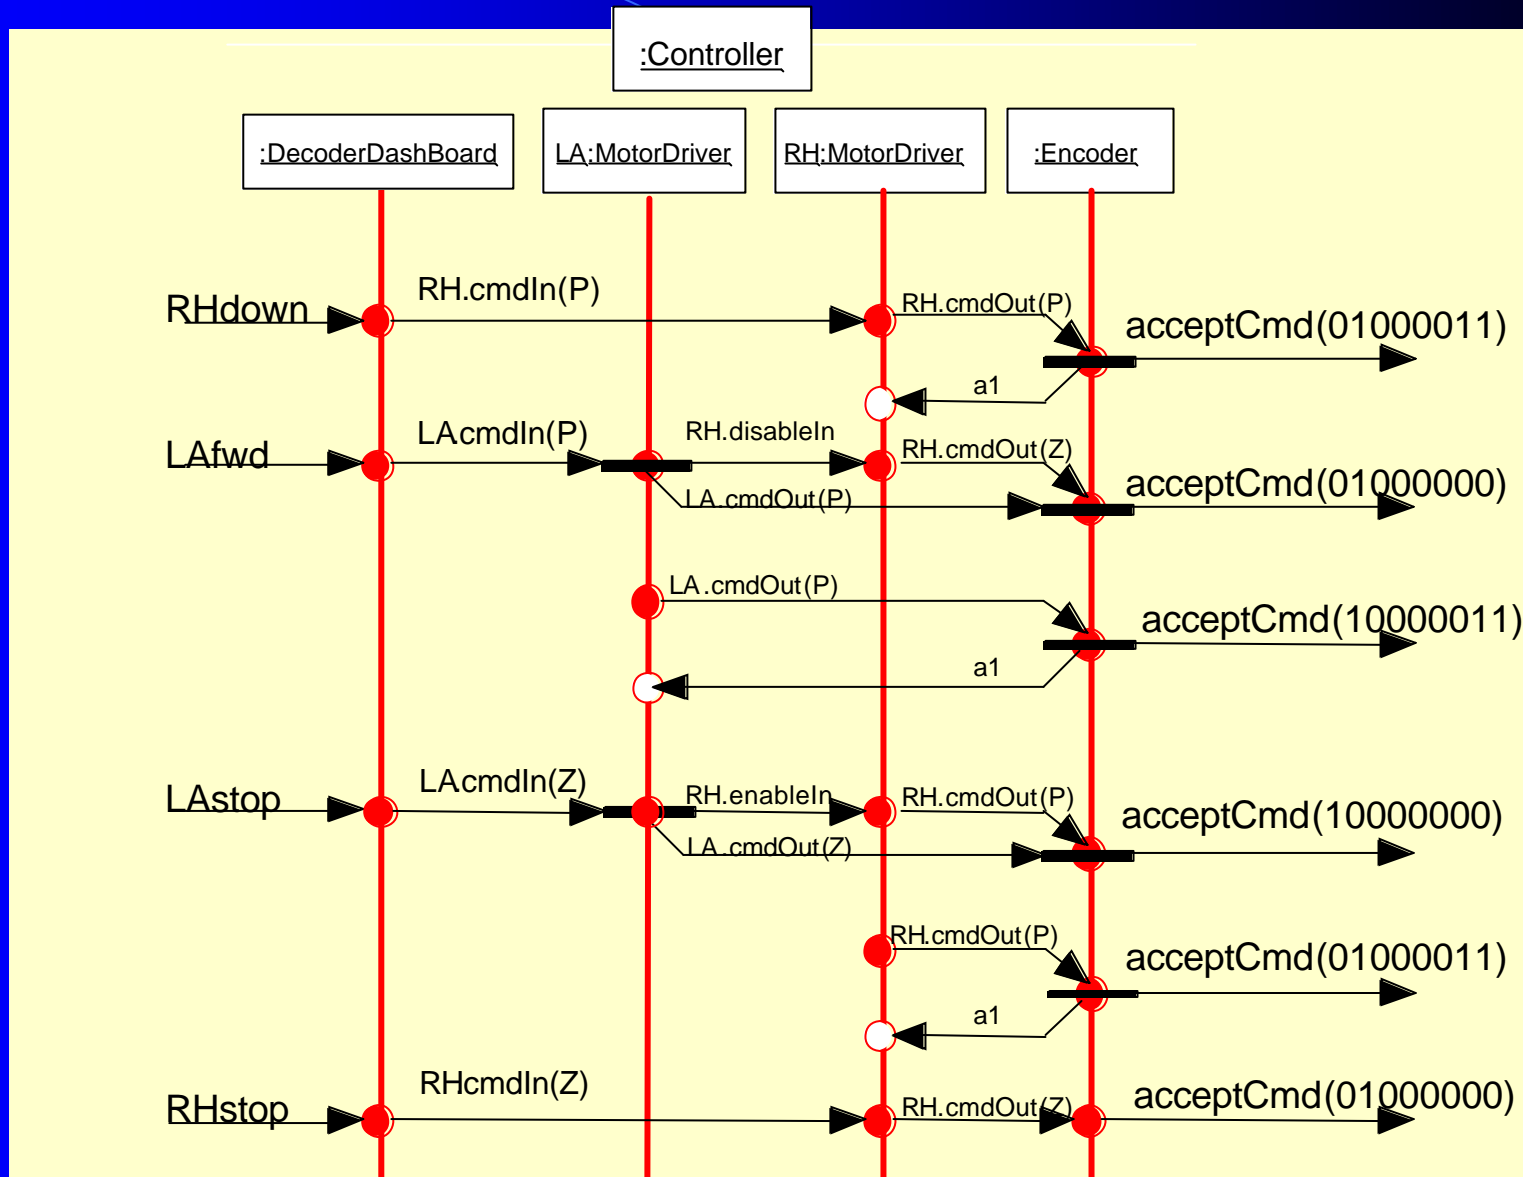 :Controller
:DecoderDashBoard
LA:MotorDriver
RH:MotorDriver
:Encoder
RHdown
RH.cmdIn(P)
RH.cmdOut(P)
acceptCmd(01000011)
a1
LAfwd
LAcmdIn(P)
RH.disableIn
RH.cmdOut(Z)
LA.cmdOut(P)
acceptCmd(01000000)
LA.cmdOut(P)
acceptCmd(10000011)
a1
LAstop
LAcmdIn(Z)
RH.enableIn
RH.cmdOut(P)
LA.cmdOut(Z)
acceptCmd(10000000)
RH.cmdOut(P)
acceptCmd(01000011)
a1
RHstop
RHcmdIn(Z)
RH.cmdOut(Z)
acceptCmd(01000000)